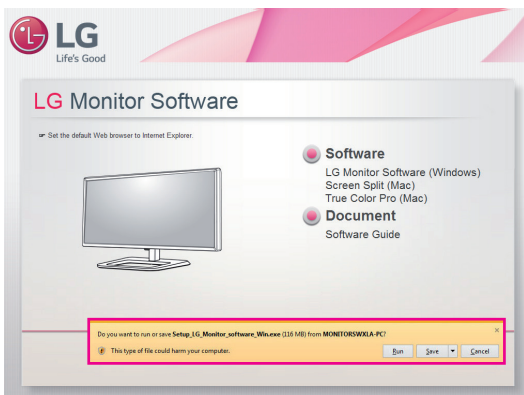 LG
Life's Good
LG Monitor Software
☞ Set the default Web browser to Internet Explorer.
Software
LG Monitor Software (Windows)
Screen Split (Mac)
True Color Pro (Mac)
Document
Software Guide
Do you want to run or save Setup_LG_Monitor_software_Win.exe (116 MB) from MONITORSWXLA-PC?
This type of file could harm your computer.
Run Save Cancel